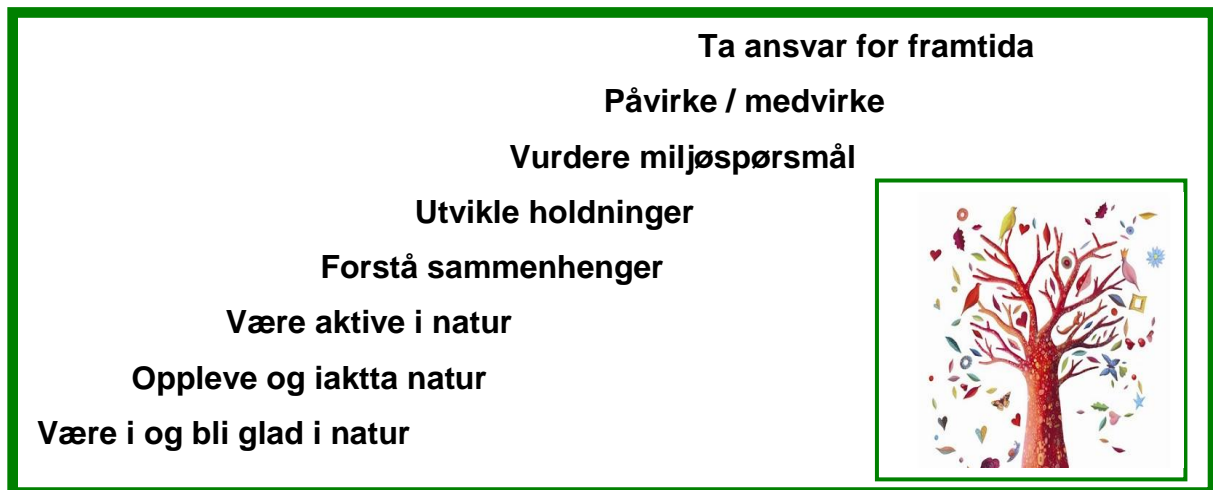 Ta ansvar for framtida
Påvirke / medvirke
Vurdere miljøspørsmål
Utvikle holdninger
Forstå sammenhenger
Være aktive i natur
Oppleve og iaktta natur
Være i og bli glad i natur